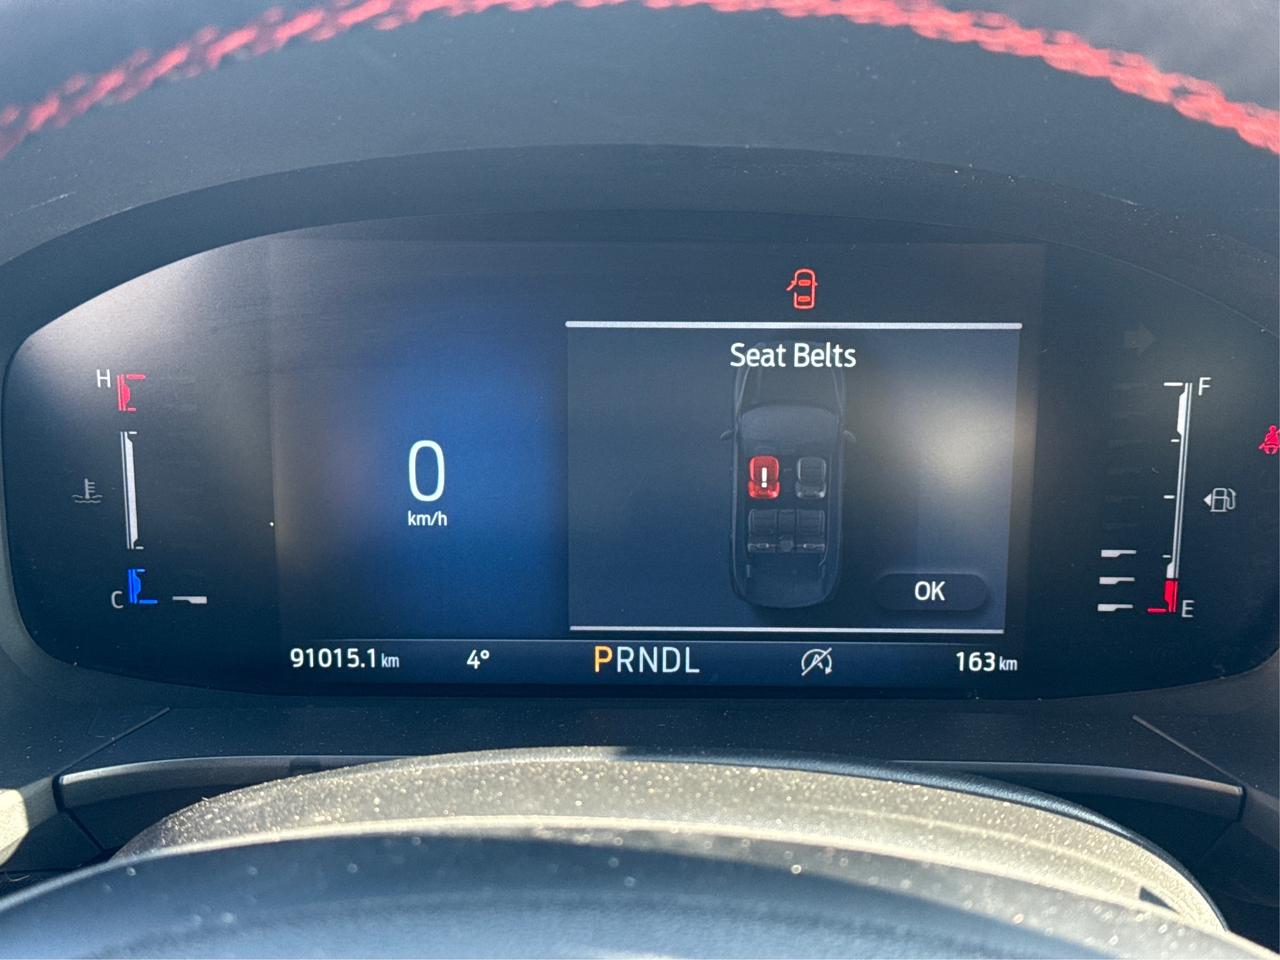 Seat Belts
H
F
0
km/h
OK
C
E
91015.1 km
4°
PRNDL
A
163 km